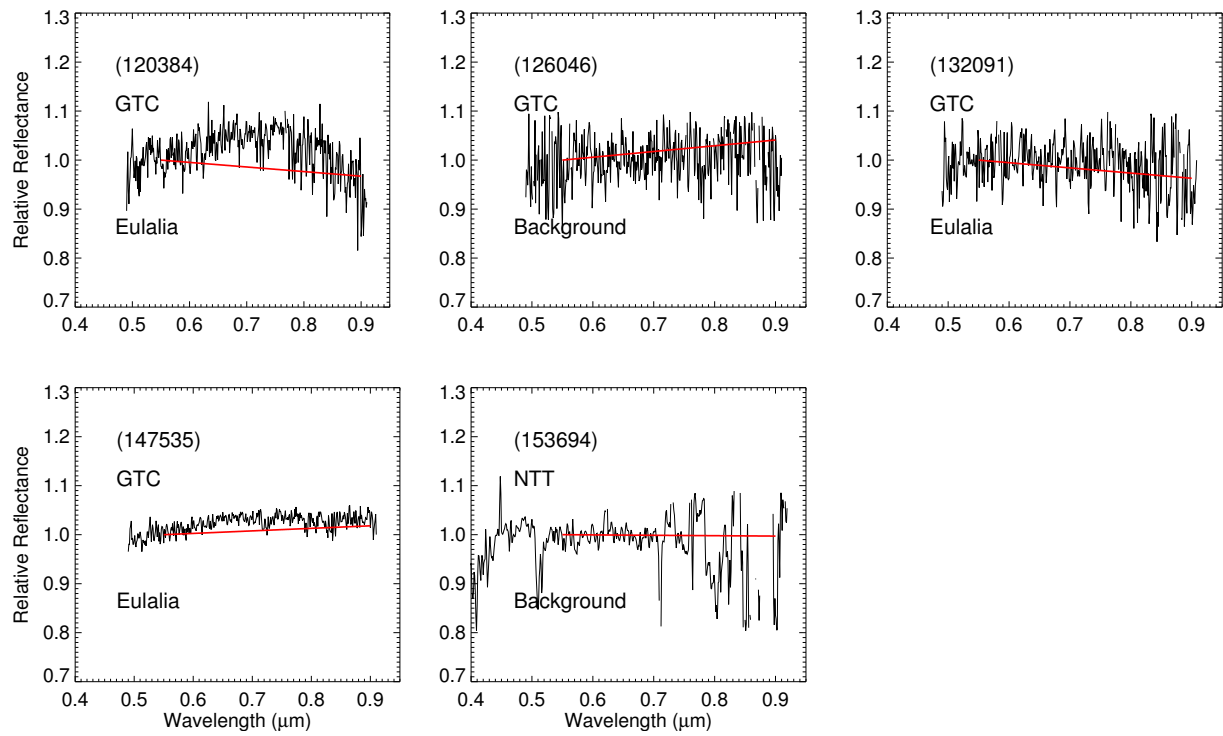 1.3
1.2
1.1
1.0
0.9
0.8
0.7
Relative Reflectance
(120384)
GTC
Eulalia
0.4 0.5 0.6 0.7 0.8 0.9
1.3
1.2
1.1
1.0
0.9
0.8
0.7
(126046)
GTC
Background
0.4 0.5 0.6 0.7 0.8 0.9
1.3
1.2
1.1
1.0
0.9
0.8
0.7
(132091)
GTC
Eulalia
0.4 0.5 0.6 0.7 0.8 0.9
1.3
1.2
1.1
1.0
0.9
0.8
0.7
Relative Reflectance
(147535)
GTC
Eulalia
0.4 0.5 0.6 0.7 0.8 0.9
Wavelength (μm)
1.3
1.2
1.1
1.0
0.9
0.8
0.7
(153694)
NTT
Background
0.4 0.5 0.6 0.7 0.8 0.9
Wavelength (μm)